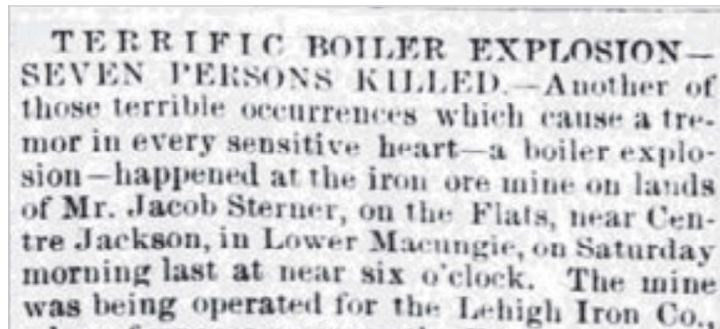 TERRIFIC BOILER EXPLOSION—
SEVEN PERSONS KILLED.—Another of
those terrible occurrences which cause a tre-
mor in every sensitive heart—a boiler explo-
sion—happened at the iron ore mine on lands
of Mr. Jacob Sterner, on the Flats, near Cen-
tre Jackson, in Lower Macungie, on Saturday
morning last at near six o'clock. The mine
was being operated for the Lehigh Iron Co.,